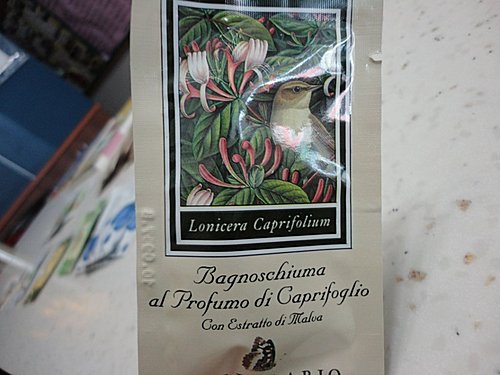 Lonicera Caprifolium
Bagnoschiuma
al Profumo di Caprifoglio
Con Estratto di Malva